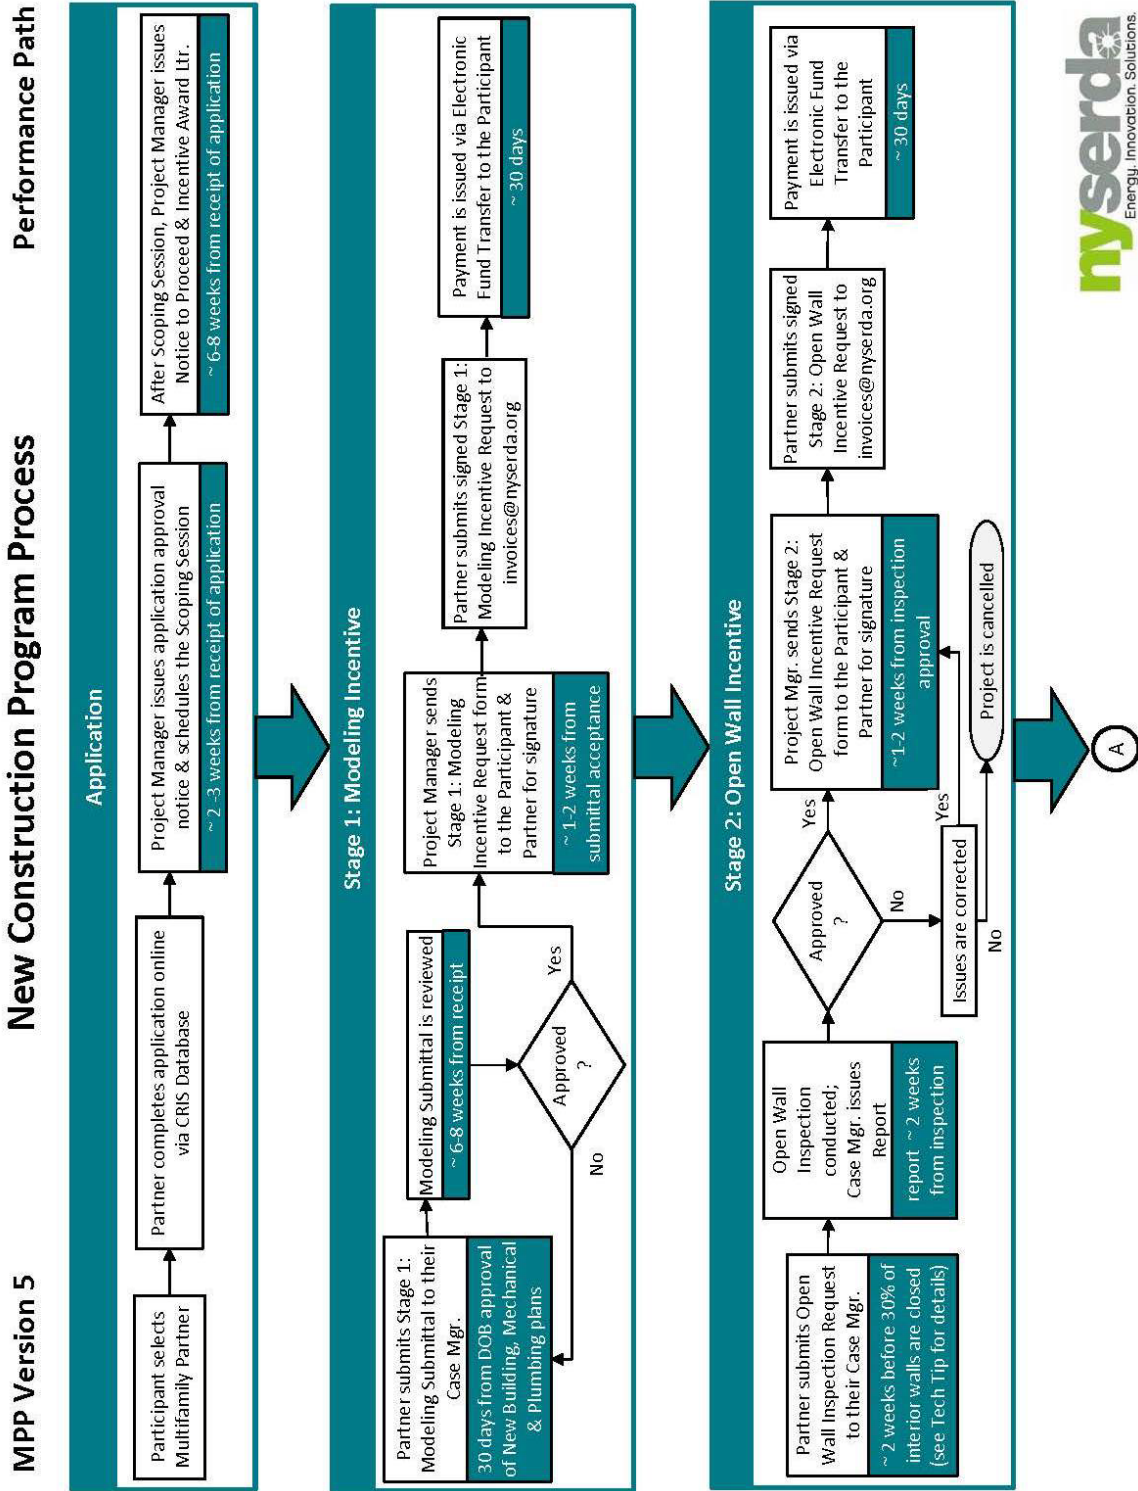 MPP Version 5
New Construction Program Process
Performance Path
Application
Participant selects
Multifamily Partner
Partner completes application online
via CRIS Database
Project Manager issues application approval
notice & schedules the Scoping Session
~ 2 -3 weeks from receipt of application
After Scoping Session, Project Manager issues
Notice to Proceed & Incentive Award Ltr.
~ 6-8 weeks from receipt of application
Stage 1: Modeling Incentive
Partner submits Stage 1:
Modeling Submittal to their
Case Mgr.
30 days from DOB approval
of New Building, Mechanical
& Plumbing plans
Modeling Submittal is reviewed
~ 6-8 weeks from receipt
Approved
?
No
Yes
Project Manager sends
Stage 1: Modeling
Incentive Request form
to the Participant &
Partner for signature
~ 1-2 weeks from
submittal acceptance
Partner submits signed Stage 1:
Modeling Incentive Request to
invoices@nyserda.org
Payment is issued via Electronic
Fund Transfer to the Participant
~ 30 days
Stage 2: Open Wall Incentive
Partner submits Open
Wall Inspection Request
to their Case Mgr.
~ 2 weeks before 30% of
interior walls are closed
(see Tech Tip for details)
Open Wall
Inspection
conducted;
Case Mgr. issues
Report
report ~ 2 weeks
from inspection
Approved
?
Yes
No
Issues are corrected
Yes
No
Project is cancelled
Project Mgr. sends Stage 2:
Open Wall Incentive Request
form to the Participant &
Partner for signature
~1-2 weeks from inspection
approval
Partner submits signed
Stage 2: Open Wall
Incentive Request to
invoices@nyserda.org
Payment is issued via
Electronic Fund
Transfer to the
Participant
~ 30 days
A
nyserda
Energy. Innovation. Solutions.